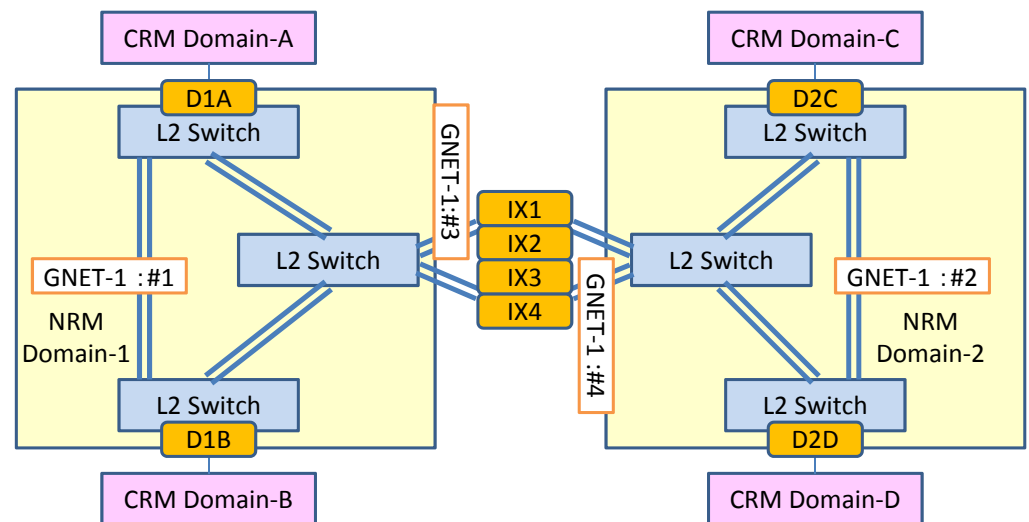 CRM Domain-A
CRM Domain-C
D1A
D2C
L2 Switch
L2 Switch
GNET-1:#3
IX1
IX2
IX3
IX4
L2 Switch
L2 Switch
GNET-1 :#1
GNET-1 :#2
GNET-1 :#4
NRM
Domain-1
NRM
Domain-2
L2 Switch
L2 Switch
D1B
D2D
CRM Domain-B
CRM Domain-D